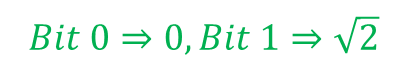 Bit 0 ⇒ 0, Bit 1 ⇒ √2